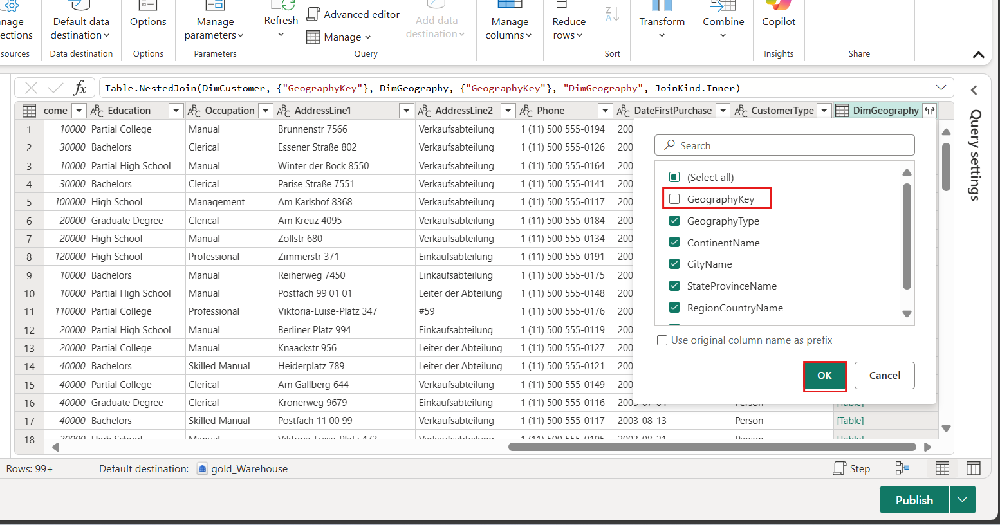 nage
ections
sources
Default data
destination
Data destination
Options
Options
Manage
parameters
Parameters
Refresh
Advanced editor
Manage
Add data
destination
Query
Manage
columns
Reduce
rows
Z
A
Sort
Transform
Combine
Copilot
Insights
Share
fx Table.NestedJoin(DimCustomer, {"GeographyKey"}, DimGeography, {"GeographyKey"}, "DimGeography", JoinKind.Inner)
Query settings
come ABC Education ABC Occupation ABC AddressLine1 ABC AddressLine2 ABC Phone ABC DateFirstPurchase ABC CustomerType DimGeography
1 10000 Partial College Manual Brunnenstr 7566 Verkaufsabteilung 1 (11) 500 555-0194 200
2 30000 Bachelors Clerical Essener Straße 802 Verkaufsabteilung 1 (11) 500 555-0126 200
3 10000 Partial High School Manual Winter der Böck 8550 Verkaufsabteilung 1 (11) 500 555-0164 200
4 30000 Bachelors Clerical Parise Straße 7551 Verkaufsabteilung 1 (11) 500 555-0141 200
5 100000 High School Management Am Karlshof 8368 Verkaufsabteilung 1 (11) 500 555-0117 200
6 20000 Graduate Degree Clerical Am Kreuz 4095 Verkaufsabteilung 1 (11) 500 555-0184 200
7 20000 High School Manual Zollstr 680 Verkaufsabteilung 1 (11) 500 555-0134 200
8 120000 High School Professional Zimmerstr 371 Einkaufsabteilung 1 (11) 500 555-0191 200
9 10000 Bachelors Manual Reiherweg 7450 Einkaufsabteilung 1 (11) 500 555-0175 200
10 10000 Partial High School Manual Postfach 99 01 01 Leiter der Abteilung 1 (11) 500 555-0148 200
11 110000 Partial College Professional Viktoria-Luise-Platz 347 #59 1 (11) 500 555-0176 200
12 20000 Partial High School Manual Berliner Platz 994 Einkaufsabteilung 1 (11) 500 555-0119 200
13 20000 Partial College Manual Knaackstr 956 Leiter der Abteilung 1 (11) 500 555-0127 200
14 40000 Bachelors Skilled Manual Heiderplatz 789 Leiter der Abteilung 1 (11) 500 555-0121 200
15 40000 Partial College Clerical Am Gallberg 644 Verkaufsabteilung 1 (11) 500 555-0149 200
16 40000 Graduate Degree Clerical Krönerweg 9679 Einkaufsabteilung 1 (11) 500 555-0116 2003-07-04 Person [Table]
17 40000 Bachelors Skilled Manual Postfach 11 00 99 Verkaufsabteilung 1 (11) 500 555-0117 2003-08-13 Person [Table]
18 30000 High School Manual Viktoria-Luise-Platz 473 Verkaufsabteilung 1 (11) 500 555-0195 2003-08-21 Person [Table]
Search
(Select all)
GeographyKey
GeographyType
ContinentName
CityName
StateProvinceName
RegionCountryName
Use original column name as prefix
OK Cancel
Rows: 99+ Default destination: gold_Warehouse Step
Publish